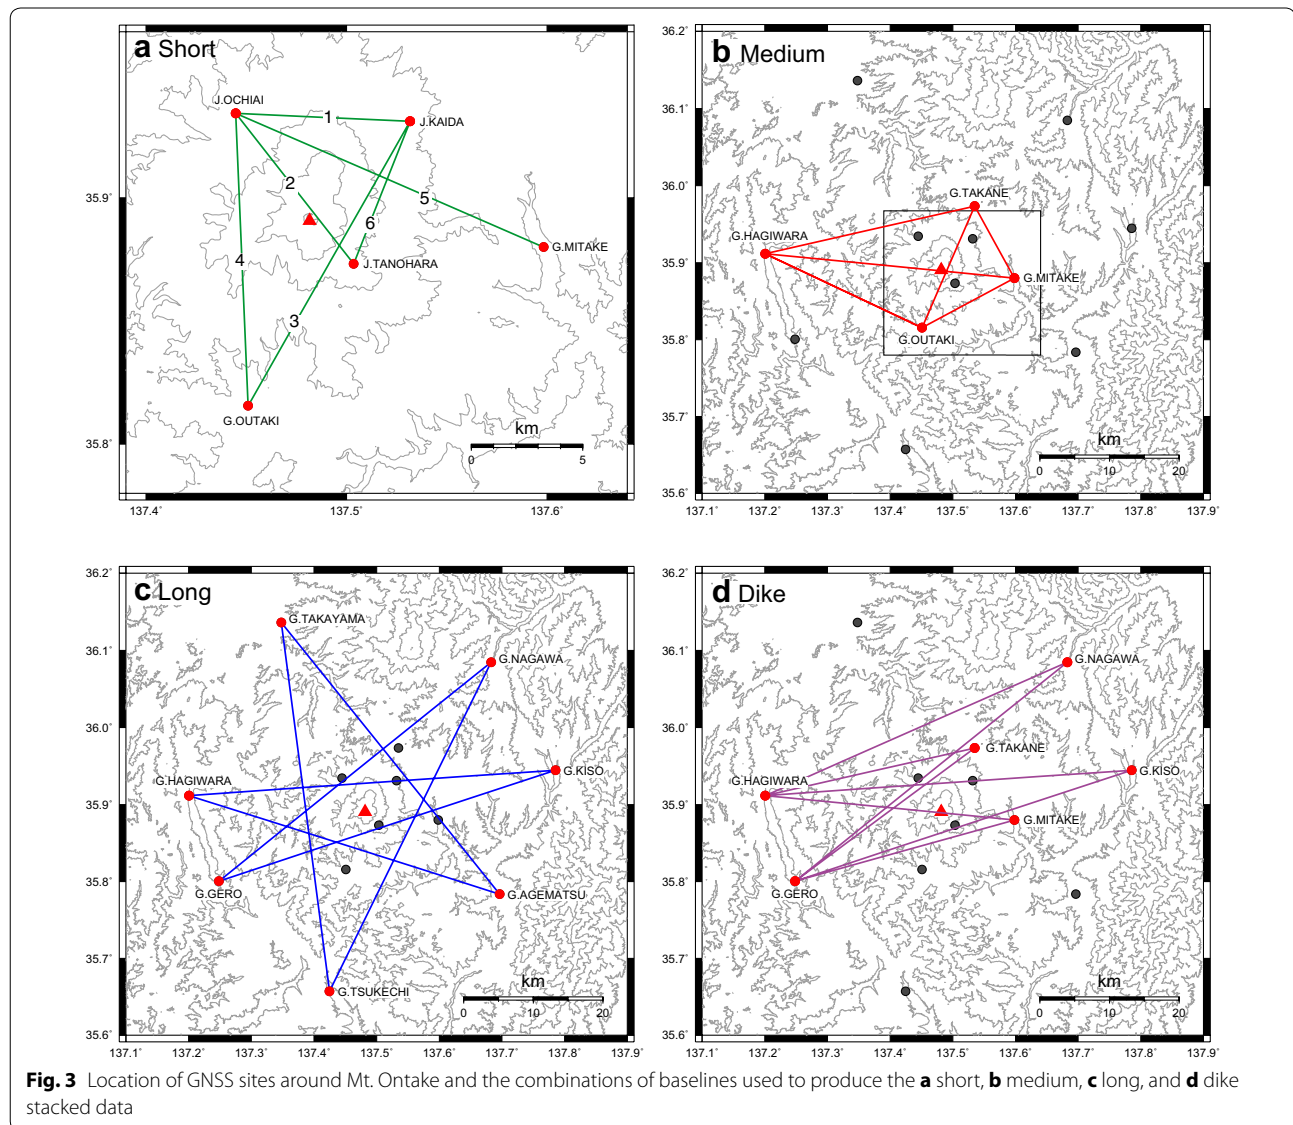 a Short
J.OCHIAI
1
J.KAIDA
2
5
6
35.9°
4
G.MITAKE
J.TANOHARA
3
G.OUTAKI
km
35.8°
0 5
137.4° 137.5° 137.6°
36.2°
b Medium
36.1°
36.0°
G.TAKANE
G.HAGIWARA
35.9°
G.MITAKE
35.8°
G.OUTAKI
35.7°
km
0 10 20
35.6°
137.1° 137.2° 137.3° 137.4° 137.5° 137.6° 137.7° 137.8° 137.9°
36.2°
c Long
G.TAKAYAMA
36.1°
G.NAGAWA
36.0°
G.HAGIWARA
G.KISO
35.9°
35.8°
G.GERO
G.AGEMATSU
35.7°
G.TSUKECHI
km
0 10 20
35.6°
137.1° 137.2° 137.3° 137.4° 137.5° 137.6° 137.7° 137.8° 137.9°
36.2°
d Dike
36.1°
G.NAGAWA
36.0°
G.TAKANE
G.HAGIWARA
G.KISO
35.9°
G.MITAKE
35.8°
G.GERO
35.7°
km
0 10 20
35.6°
137.1° 137.2° 137.3° 137.4° 137.5° 137.6° 137.7° 137.8° 137.9°
Fig. 3 Location of GNSS sites around Mt. Ontake and the combinations of baselines used to produce the a short, b medium, c long, and d dike
stacked data